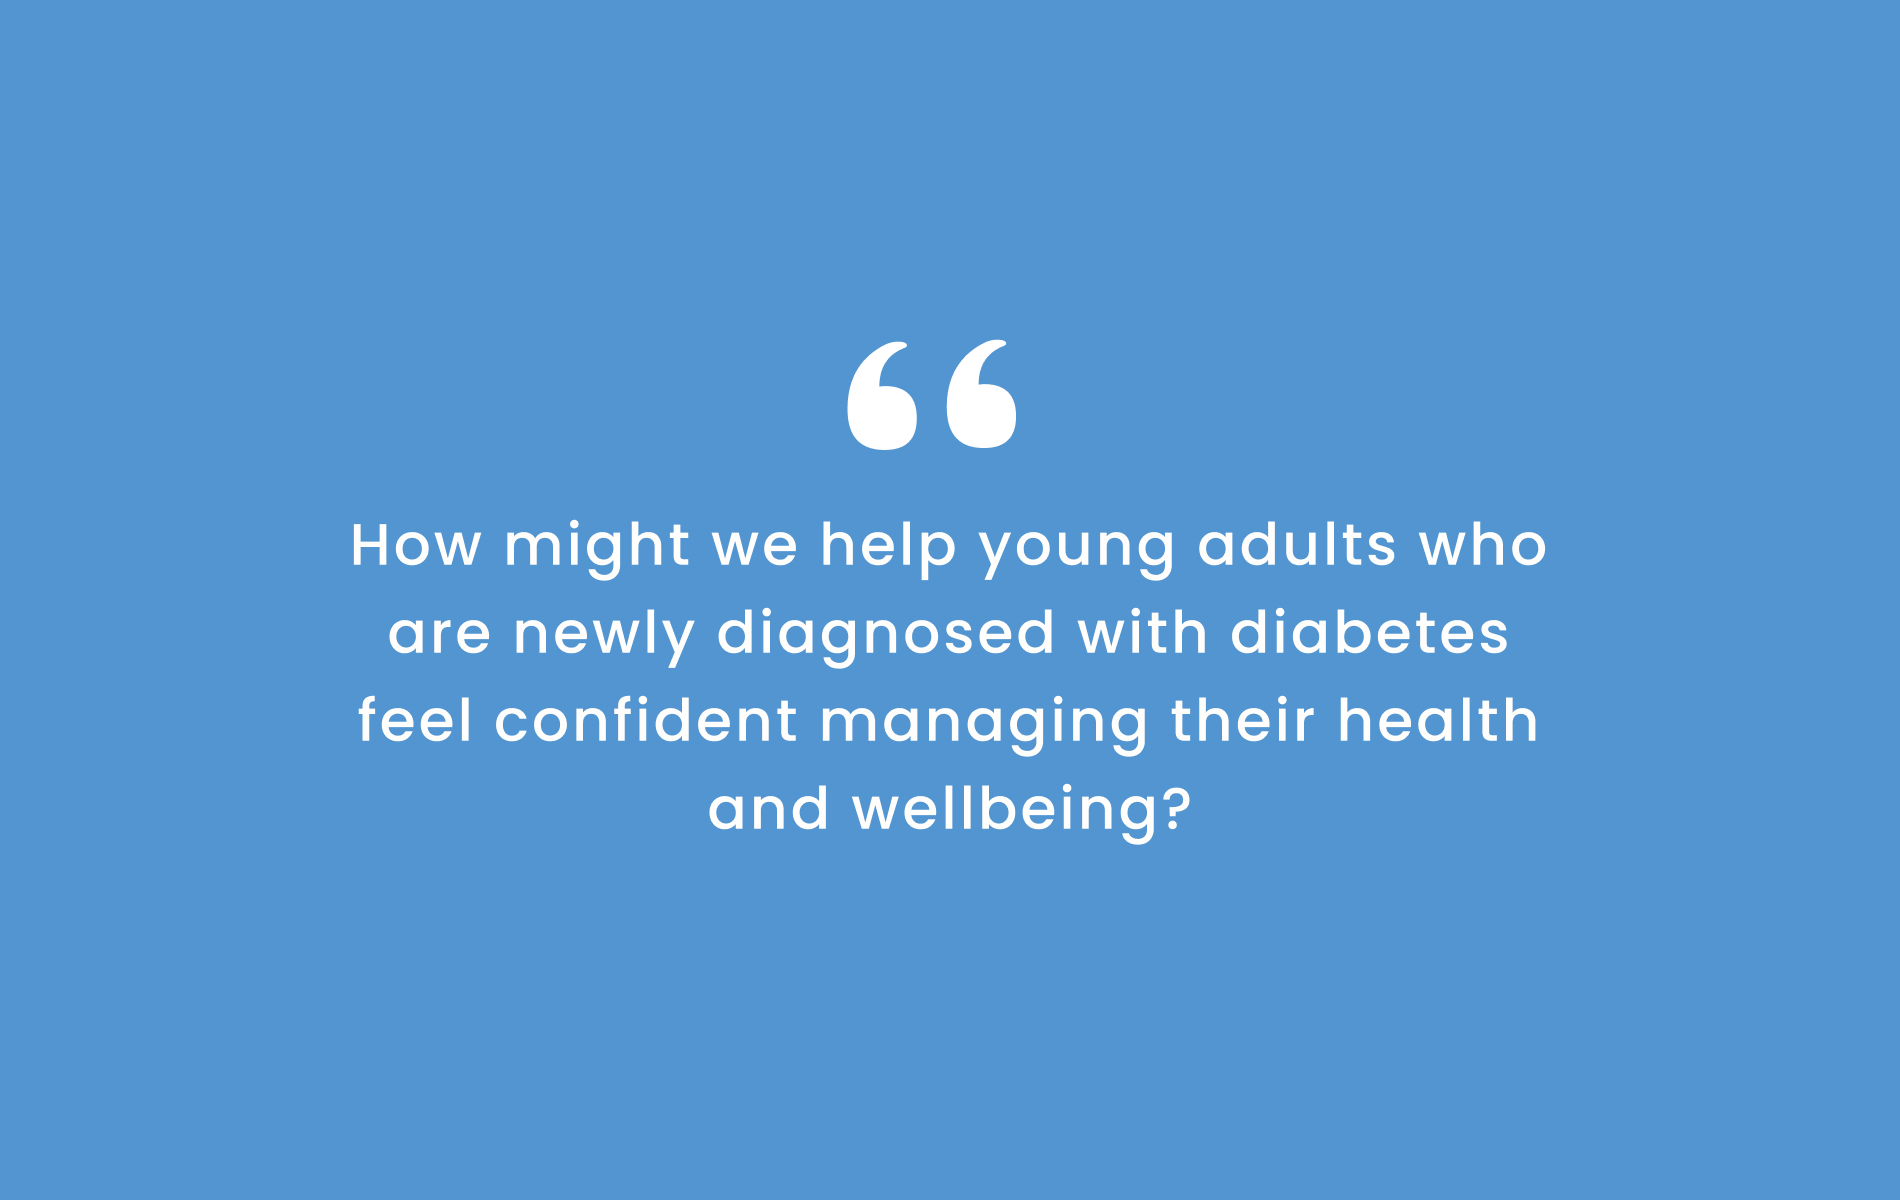 “
How might we help young adults who
are newly diagnosed with diabetes
feel confident managing their health
and wellbeing?